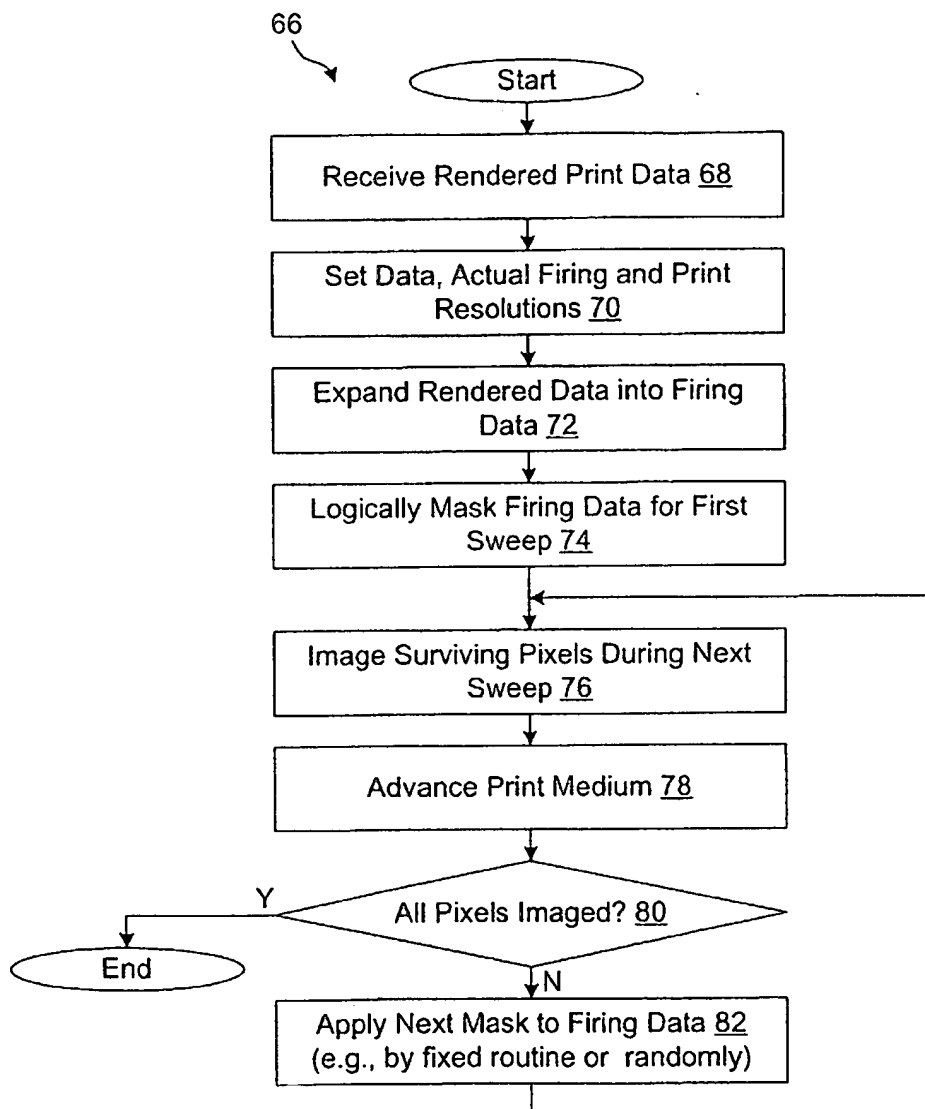 66
Start
Receive Rendered Print Data 68
Set Data, Actual Firing and Print
Resolutions 70
Expand Rendered Data into Firing
Data 72
Logically Mask Firing Data for First
Sweep 74
Image Surviving Pixels During Next
Sweep 76
Advance Print Medium 78
Y
All Pixels Imaged? 80
End
N
Apply Next Mask to Firing Data 82
(e.g., by fixed routine or randomly)